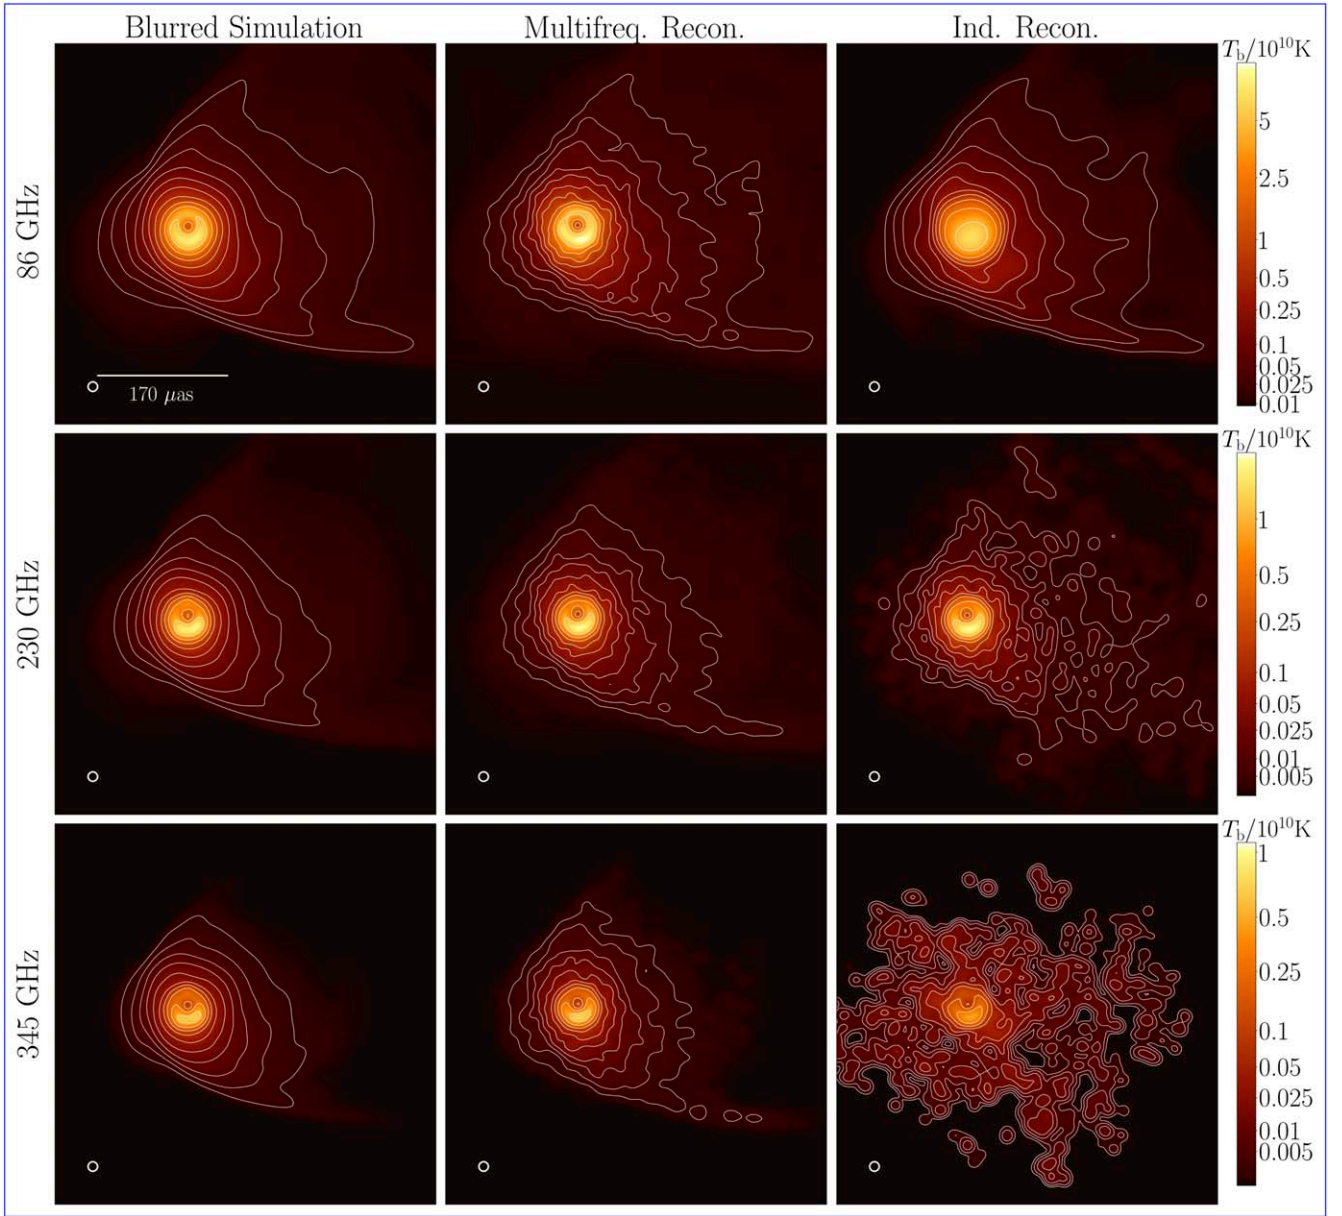 Blurred Simulation
Multifreq. Recon.
Ind. Recon.
T_b/10^10K
86 GHz
5
2.5
1
0.5
0.25
0.1
0.05
0.025
0.01
170 μas
T_b/10^10K
230 GHz
1
0.5
0.25
0.1
0.05
0.025
0.01
0.005
T_b/10^10K
345 GHz
1
0.5
0.25
0.1
0.05
0.025
0.01
0.005